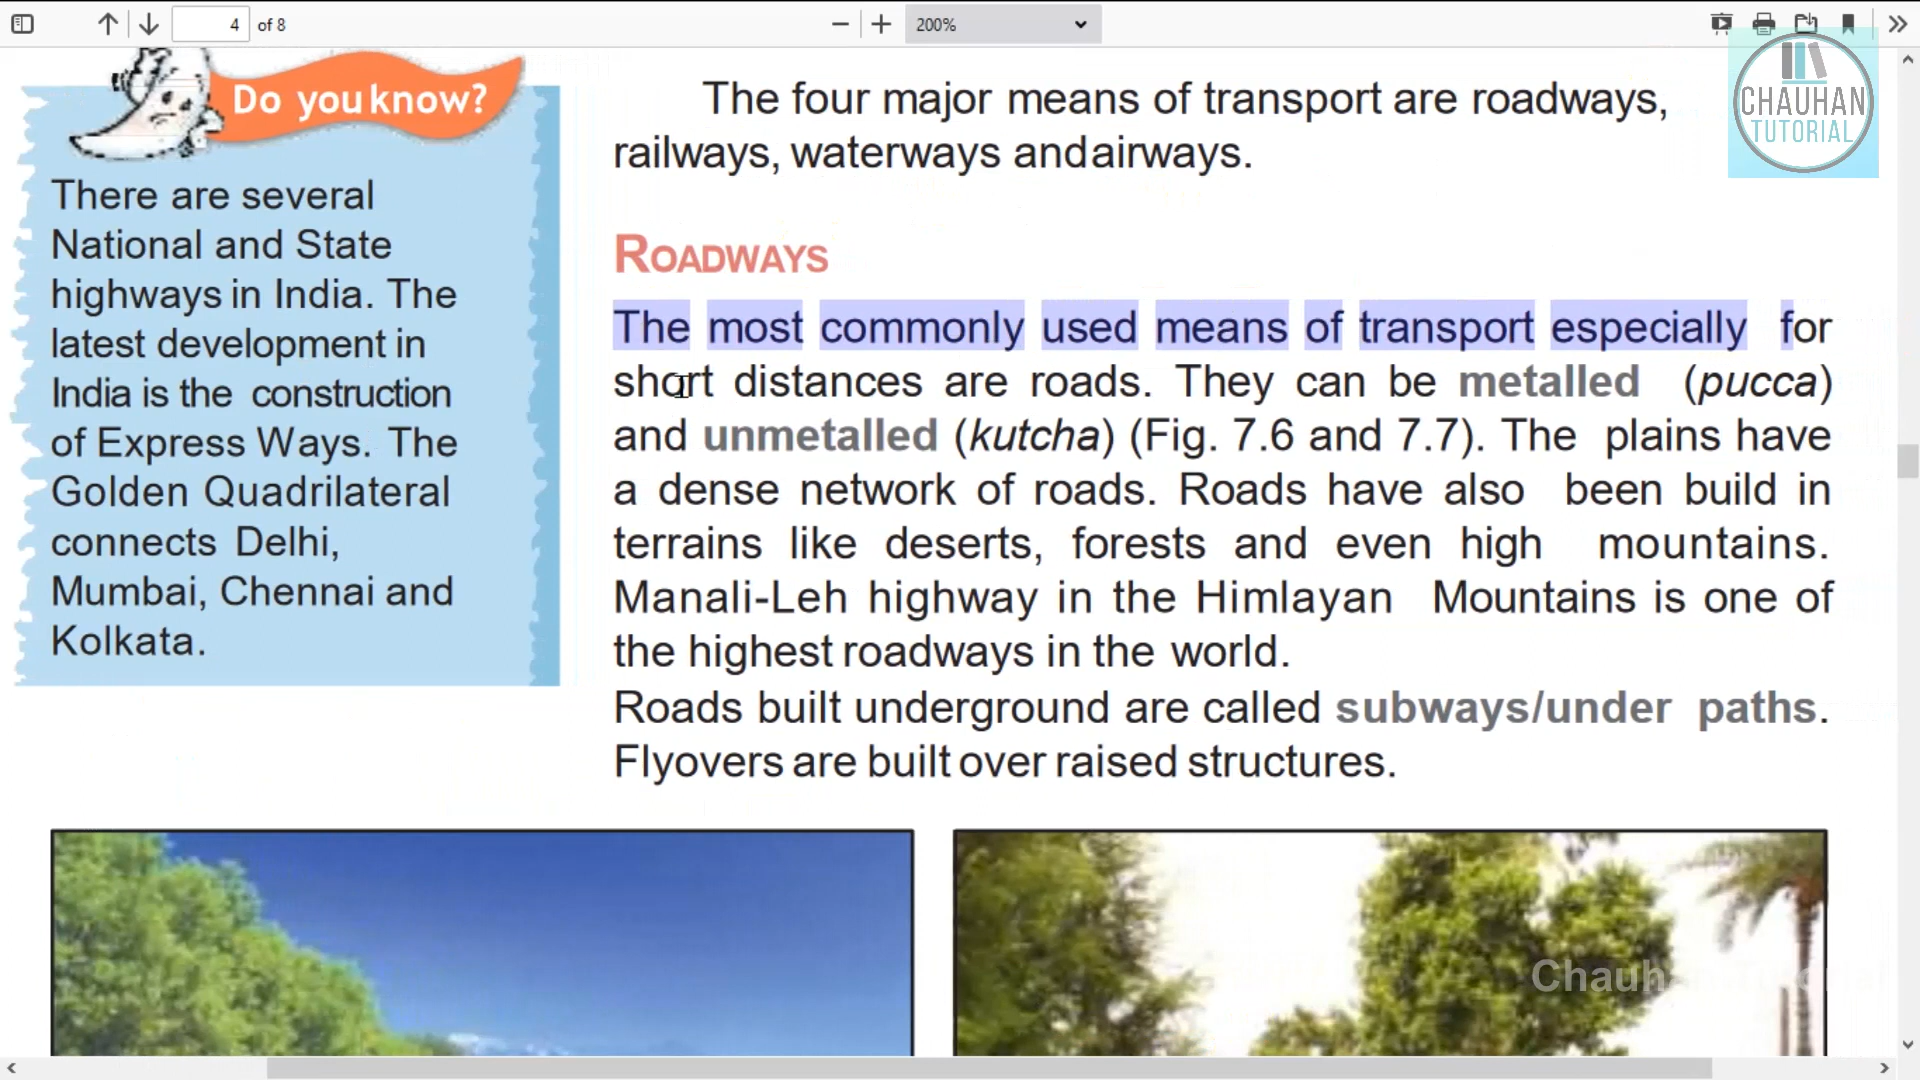 4 of 8
200%
CHAUHAN
TUTORIAL
Do you know?
There are several
National and State
highways in India. The
latest development in
India is the construction
of Express Ways. The
Golden Quadrilateral
connects Delhi,
Mumbai, Chennai and
Kolkata.
The four major means of transport are roadways,
railways, waterways and airways.
ROADWAYS
The most commonly used means of transport especially for
short distances are roads. They can be metalled (pucca)
and unmetalled (kutcha) (Fig. 7.6 and 7.7). The plains have
a dense network of roads. Roads have also been build in
terrains like deserts, forests and even high mountains.
Manali-Leh highway in the Himlayan Mountains is one of
the highest roadways in the world.
Roads built underground are called subways/under paths.
Flyovers are built over raised structures.
Chauhan Tutorial